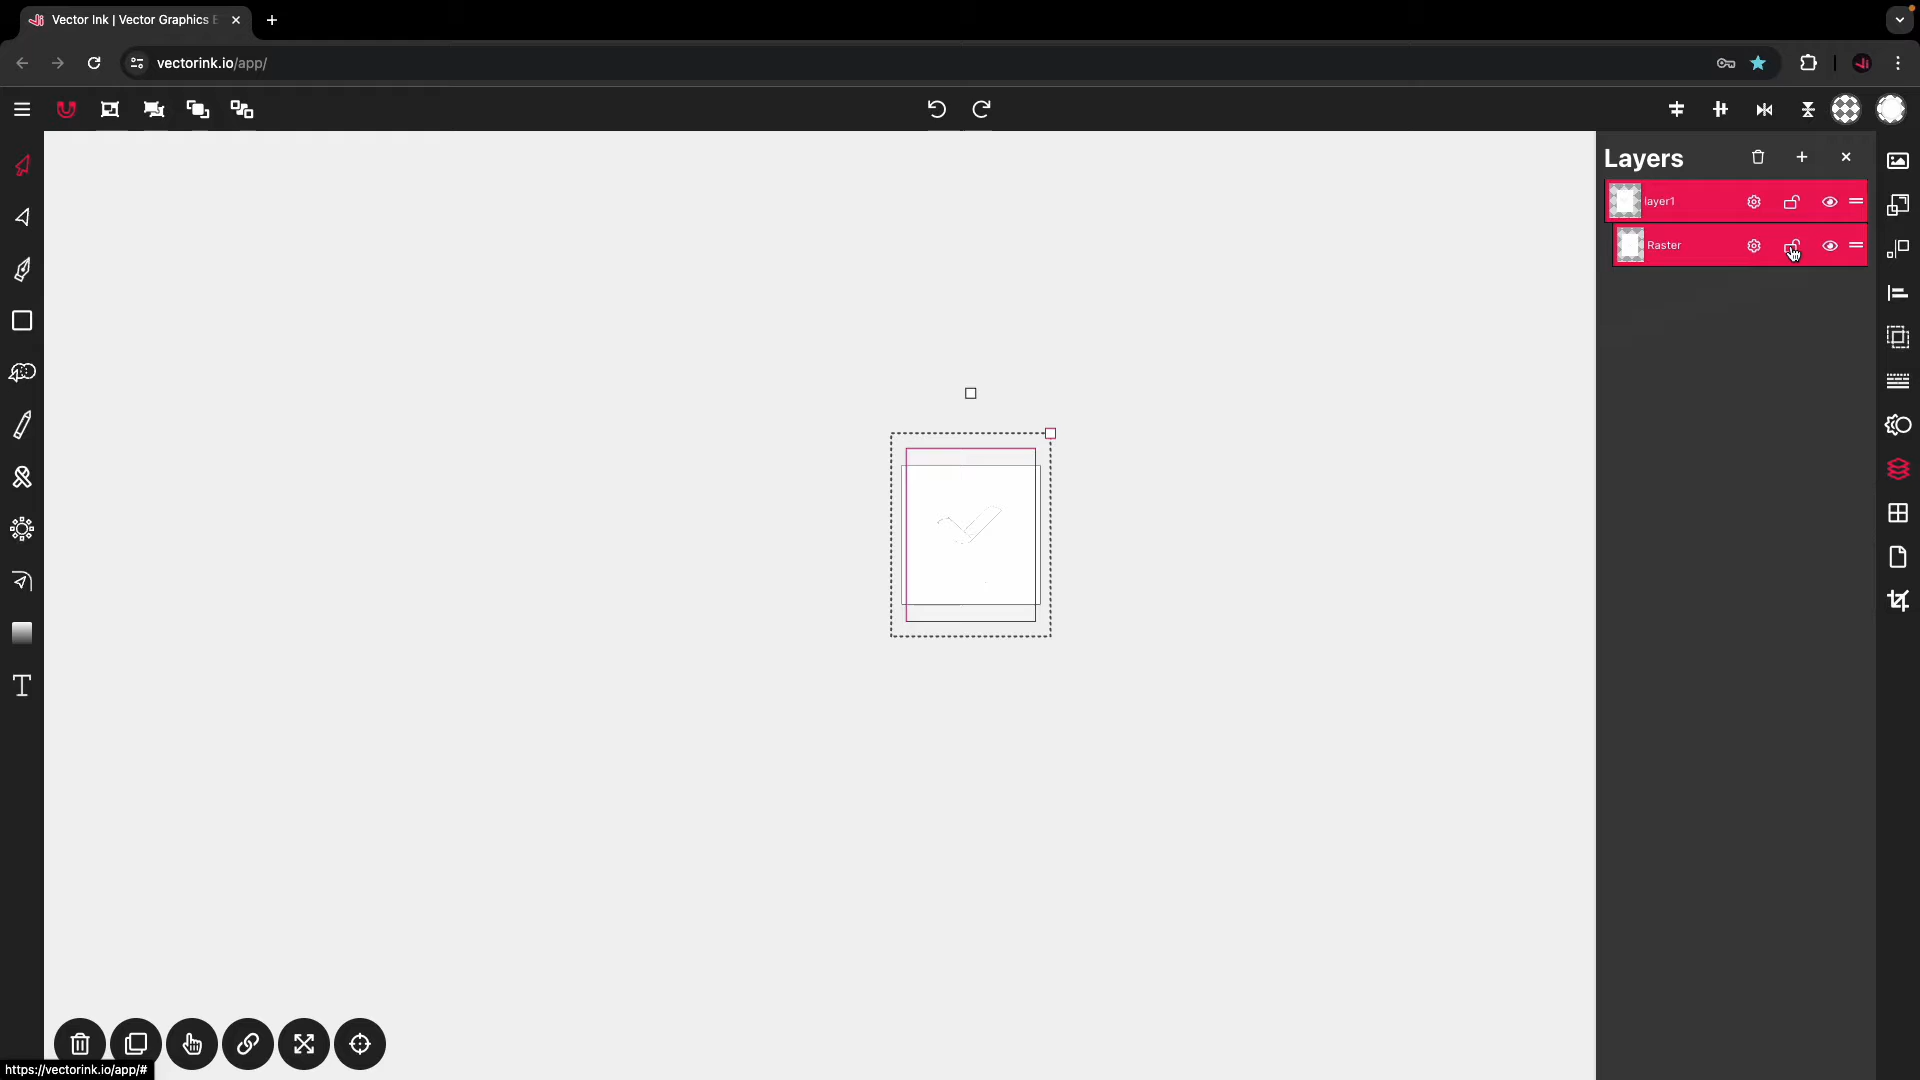 Vector Ink | Vector Graphics E
vectorink.io/app/
Layers
layer1
Raster
T
https://vectorink.io/app/#